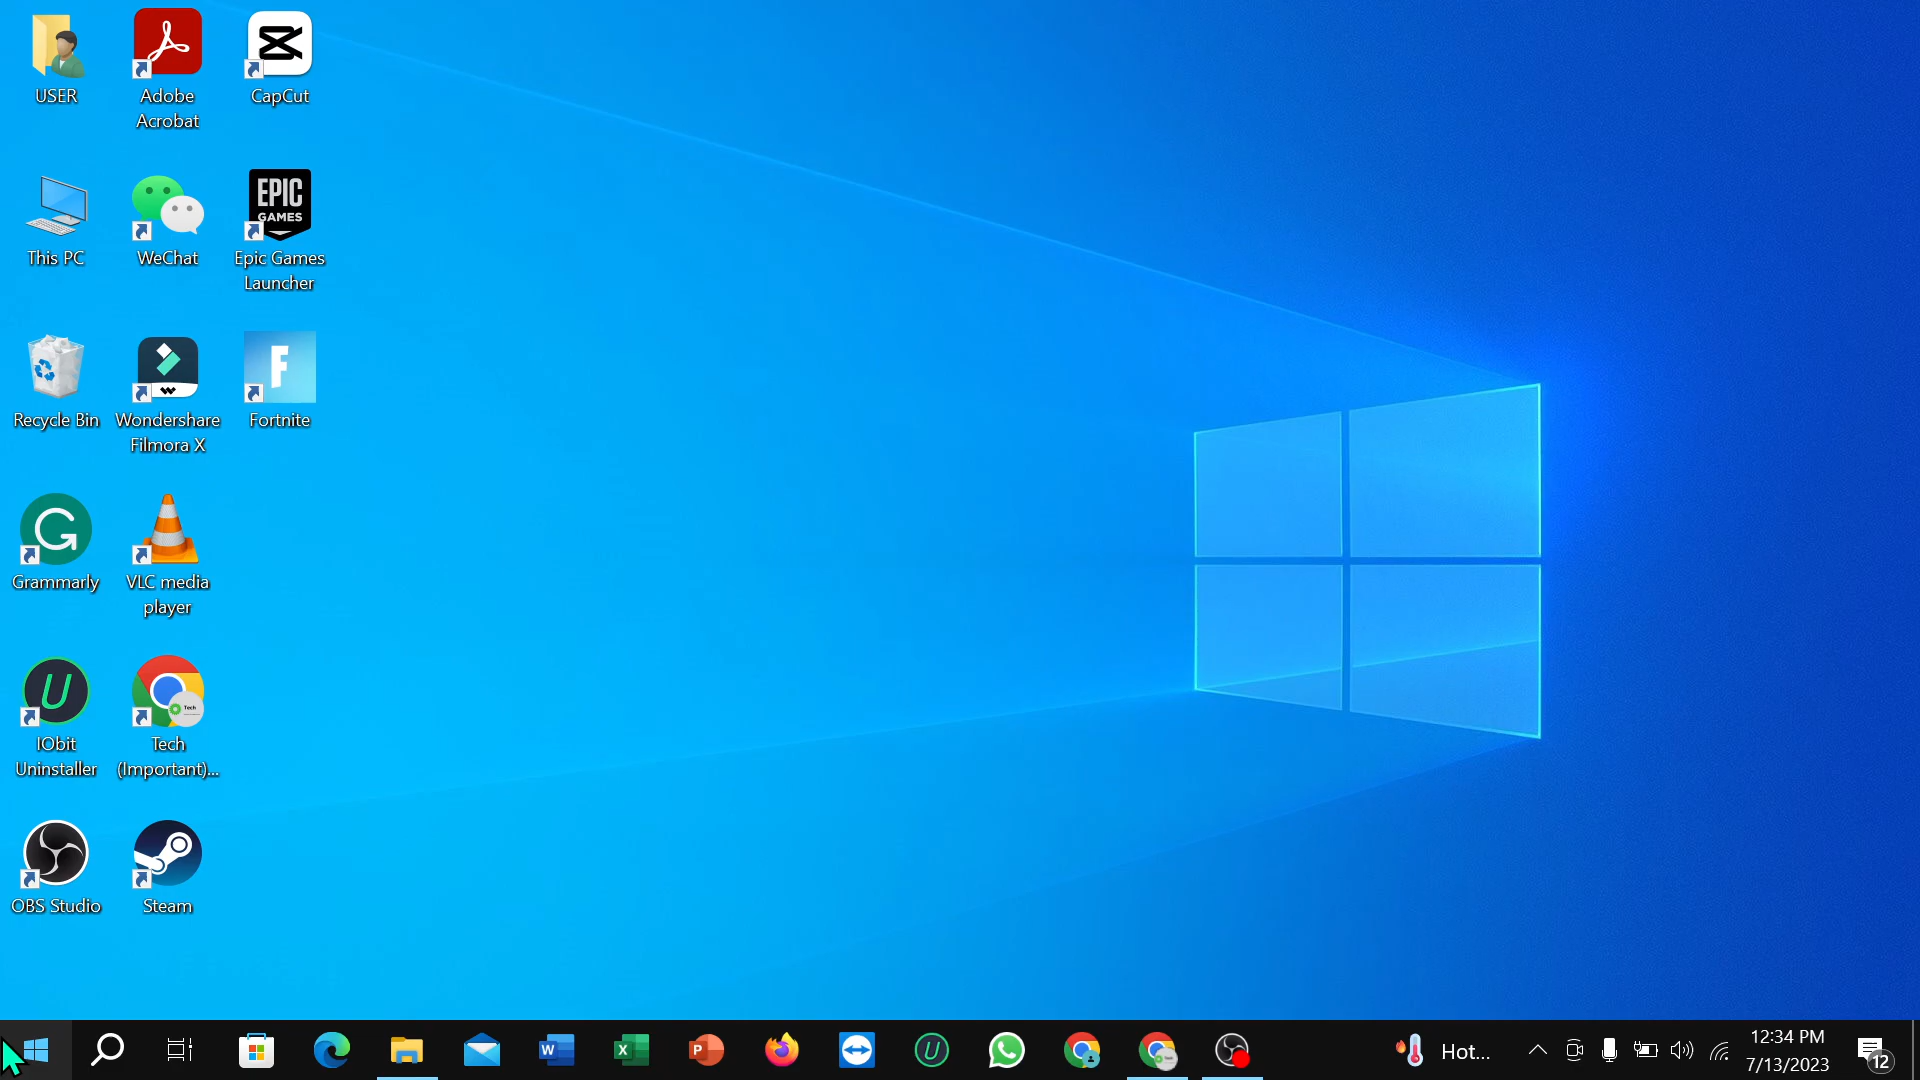 USER
Adobe
Acrobat
CapCut
This PC
WeChat
EPIC
GAMES
Epic Games
Launcher
Recycle Bin
Wondershare
Filmora X
F
Fortnite
G
Grammarly
VLC media
player
U
IObit
Uninstaller
Tech
Tech
(Important)...
OBS Studio
Steam
W
X
P
U
Hot...
12:34 PM
7/13/2023
12